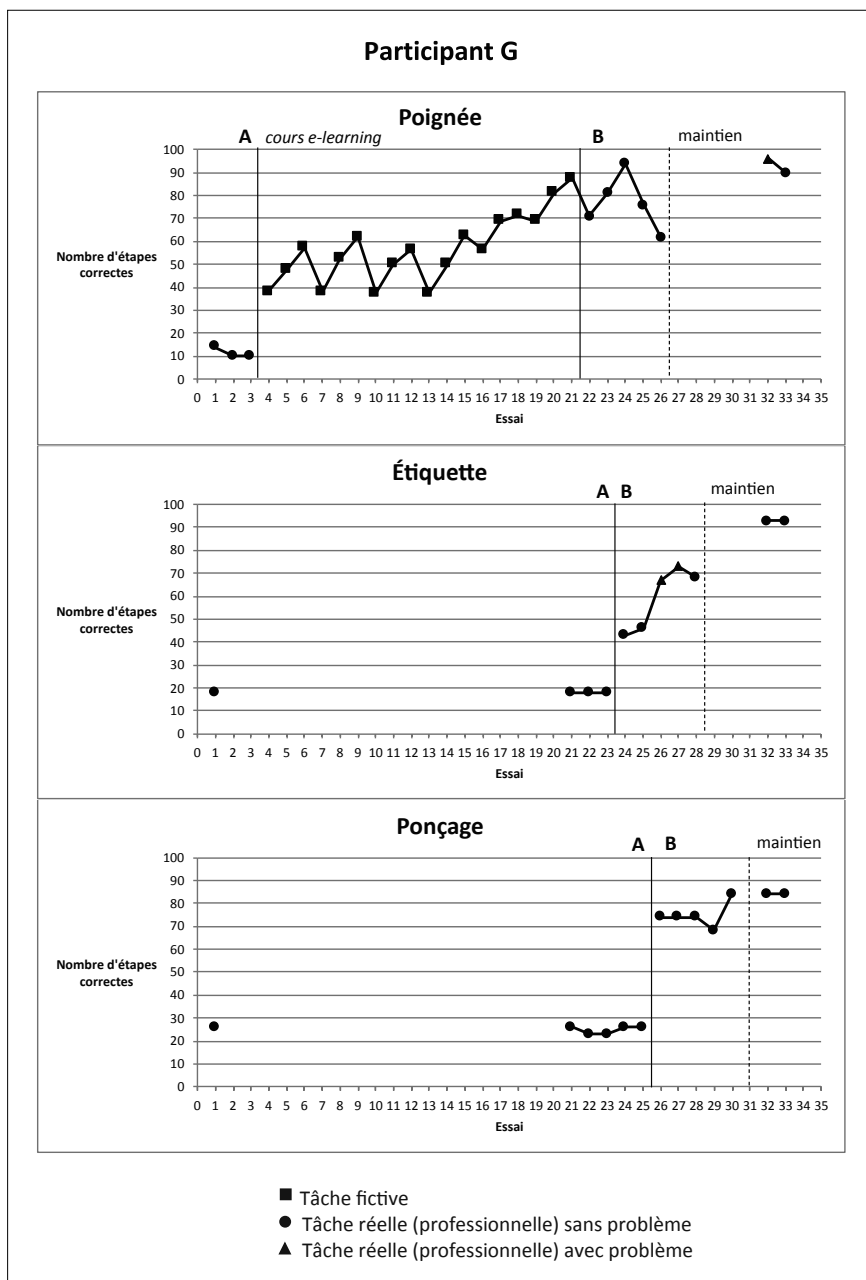 Participant G
Poignée
A cours e-learning B maintien
100
90
80
70
60
50
40
30
20
10
0
Nombre d'étapes
correctes
0 1 2 3 4 5 6 7 8 9 10 11 12 13 14 15 16 17 18 19 20 21 22 23 24 25 26 27 28 29 30 31 32 33 34 35
Essai
Étiquette
A B maintien
100
90
80
70
60
50
40
30
20
10
0
Nombre d'étapes
correctes
0 1 2 3 4 5 6 7 8 9 10 11 12 13 14 15 16 17 18 19 20 21 22 23 24 25 26 27 28 29 30 31 32 33 34 35
Essai
Ponçage
A B maintien
100
90
80
70
60
50
40
30
20
10
0
Nombre d'étapes
correctes
0 1 2 3 4 5 6 7 8 9 10 11 12 13 14 15 16 17 18 19 20 21 22 23 24 25 26 27 28 29 30 31 32 33 34 35
Essai
Tâche fictive
Tâche réelle (professionnelle) sans problème
Tâche réelle (professionnelle) avec problème